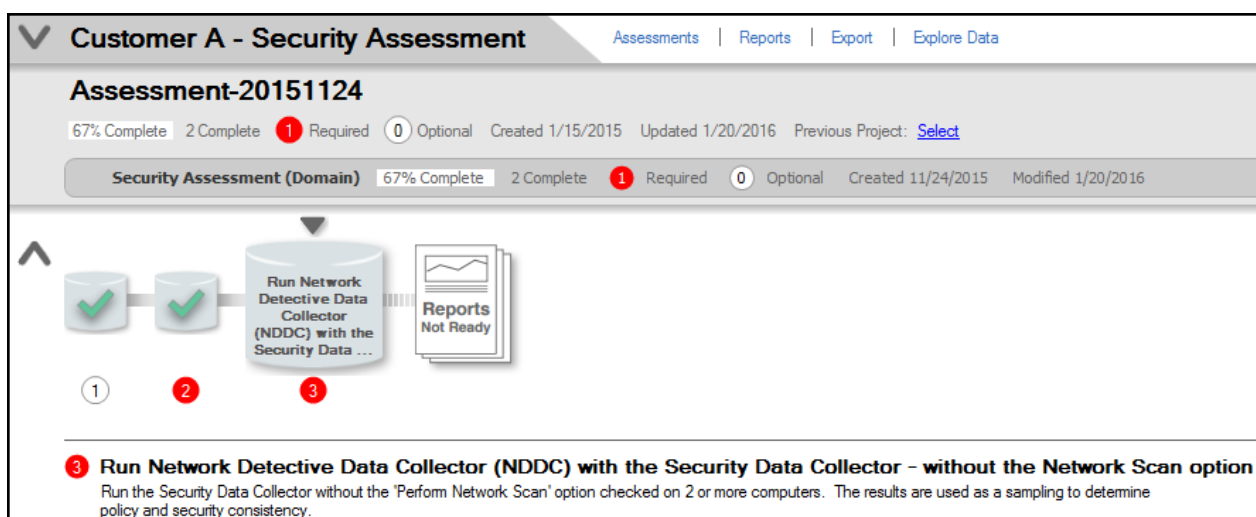 Customer A - Security Assessment
Assessments | Reports | Export | Explore Data
Assessment-20151124
67% Complete 2 Complete 1 Required 0 Optional Created 1/15/2015 Updated 1/20/2016 Previous Project: Select
Security Assessment (Domain) 67% Complete 2 Complete 1 Required 0 Optional Created 11/24/2015 Modified 1/20/2016
Run Network
Detective Data
Collector
(NDDC) with the
Security Data ...
Reports
Not Ready
1
2
3
3 Run Network Detective Data Collector (NDDC) with the Security Data Collector - without the Network Scan option
Run the Security Data Collector without the 'Perform Network Scan' option checked on 2 or more computers. The results are used as a sampling to determine
policy and security consistency.